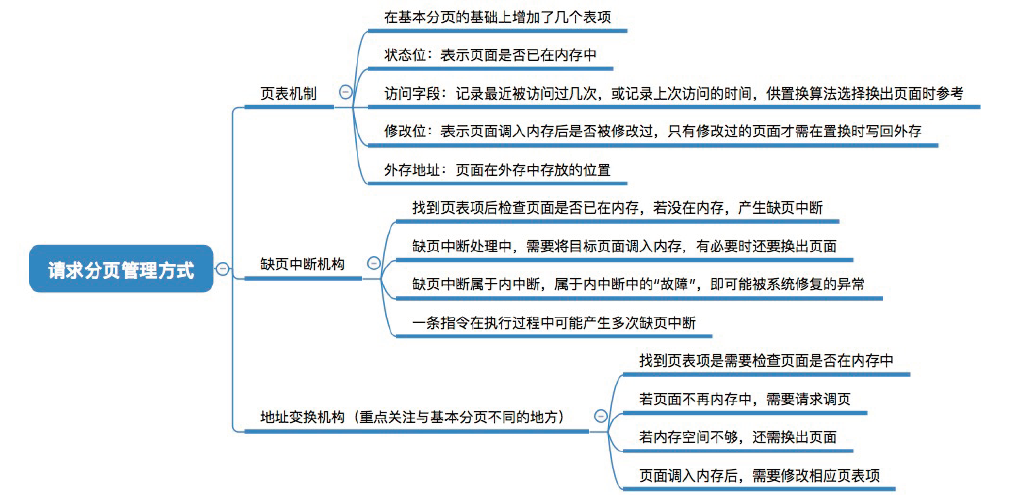 请求分页管理方式
页表机制
在基本分页的基础上增加了几个表项
状态位：表示页面是否已在内存中
访问字段：记录最近被访问过几次，或记录上次访问的时间，供置换算法选择换出页面时参考
修改位：表示页面调入内存后是否被修改过，只有修改过的页面才需在置换时写回外存
外存地址：页面在外存中存放的位置
缺页中断机构
找到页表项后检查页面是否已在内存，若没在内存，产生缺页中断
缺页中断处理中，需要将目标页面调入内存，有必要时还要换出页面
缺页中断属于内中断，属于内中断中的“故障”，即可能被系统修复的异常
一条指令在执行过程中可能产生多次缺页中断
地址变换机构（重点关注与基本分页不同的地方）
找到页表项是需要检查页面是否在内存中
若页面不再内存中，需要请求调页
若内存空间不够，还需换出页面
页面调入内存后，需要修改相应页表项